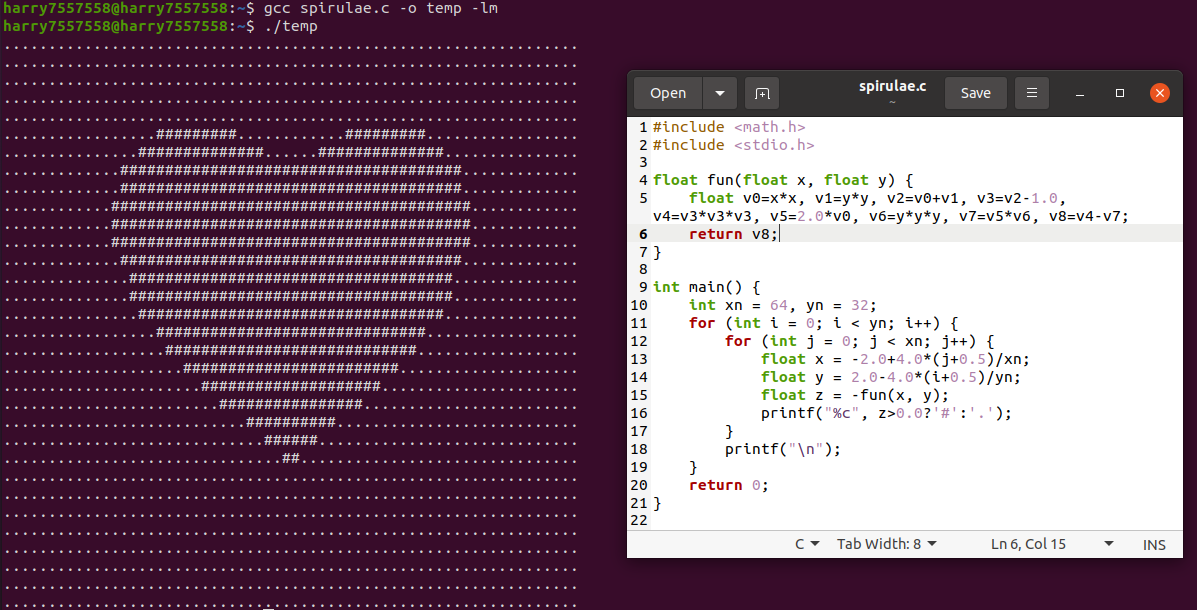 harry7557558@harry7557558:~$ gcc spirulae.c -o temp -lm
harry7557558@harry7557558:~$ ./temp
................................................................
................................................................
................................................................
................................................................
................................................................
.................#########............#########.................
...............##############......##############...............
.............######################################.............
.............######################################.............
............########################################............
............########################################............
............########################################............
.............######################################.............
..............####################################..............
..............####################################..............
...............##################################...............
.................##############################.................
..................############################..................
....................########################....................
......................####################......................
........................################........................
...........................##########...........................
.............................######.............................
...............................##...............................
................................................................
................................................................
................................................................
................................................................
................................................................
................................................................
................................................................
................................................................
Open
spirulae.c
~
Save
1 #include <math.h>
2 #include <stdio.h>
3
4 float fun(float x, float y) {
5     float v0=x*x, v1=y*y, v2=v0+v1, v3=v2-1.0,
v4=v3*v3*v3, v5=2.0*v0, v6=y*y*y, v7=v5*v6, v8=v4-v7;
6     return v8;
7 }
8
9 int main() {
10     int xn = 64, yn = 32;
11     for (int i = 0; i < yn; i++) {
12         for (int j = 0; j < xn; j++) {
13             float x = -2.0+4.0*(j+0.5)/xn;
14             float y = 2.0-4.0*(i+0.5)/yn;
15             float z = -fun(x, y);
16             printf("%c", z>0.0?'#':'.');
17         }
18         printf("\n");
19     }
20     return 0;
21 }
22
C Tab Width: 8 Ln 6, Col 15 INS